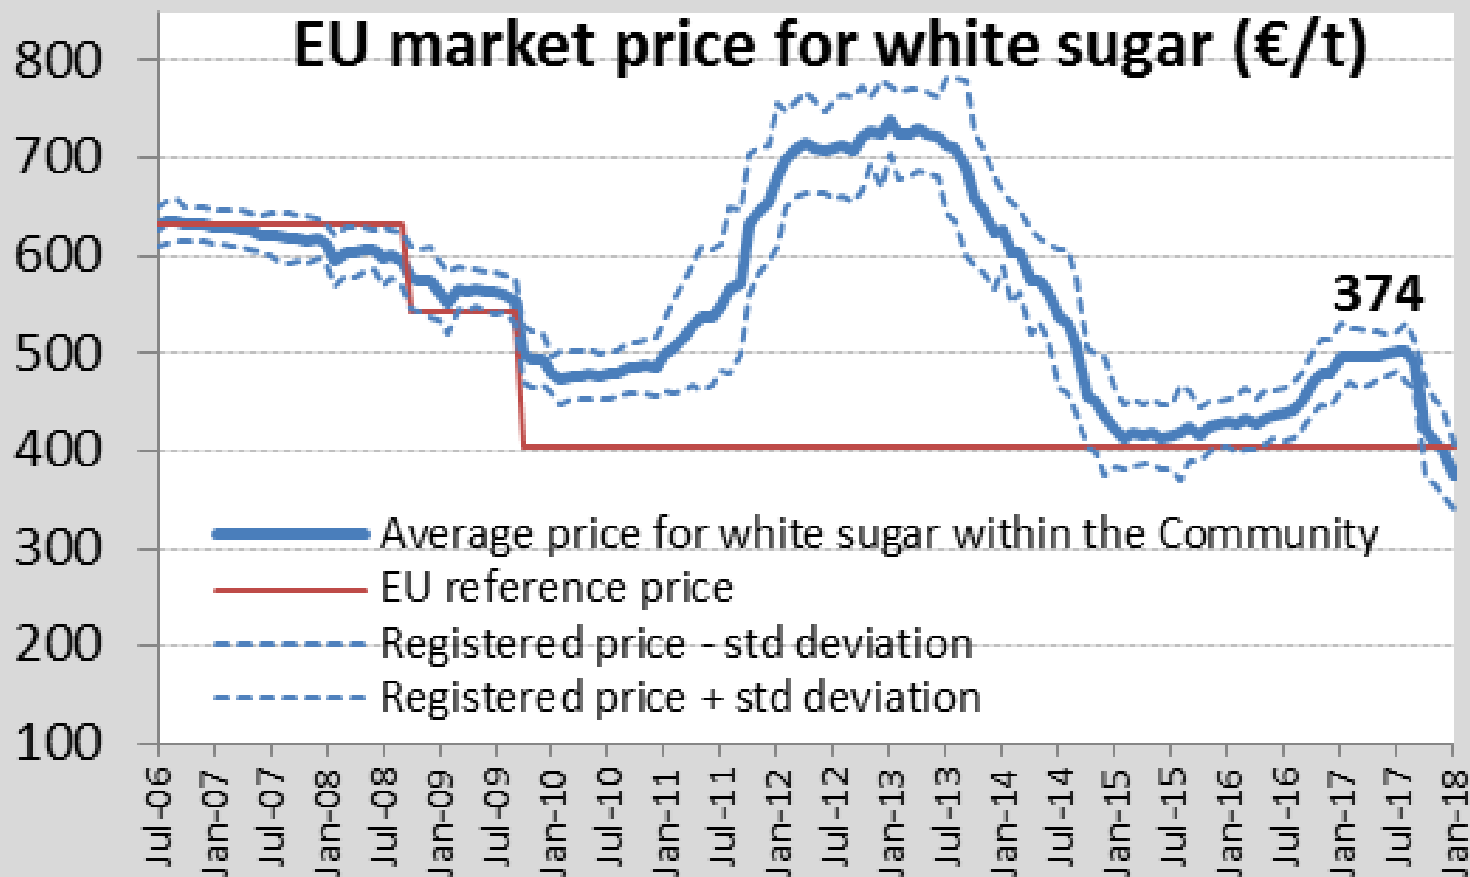 EU market price for white sugar (€/t)
800
700
600
500
400
300
200
100
374
Average price for white sugar within the Community
EU reference price
Registered price - std deviation
Registered price + std deviation
Jul-06
Jan-07
Jul-07
Jan-08
Jul-08
Jan-09
Jul-09
Jan-10
Jul-10
Jan-11
Jul-11
Jan-12
Jul-12
Jan-13
Jul-13
Jan-14
Jul-14
Jan-15
Jul-15
Jan-16
Jul-16
Jan-17
Jul-17
Jan-18